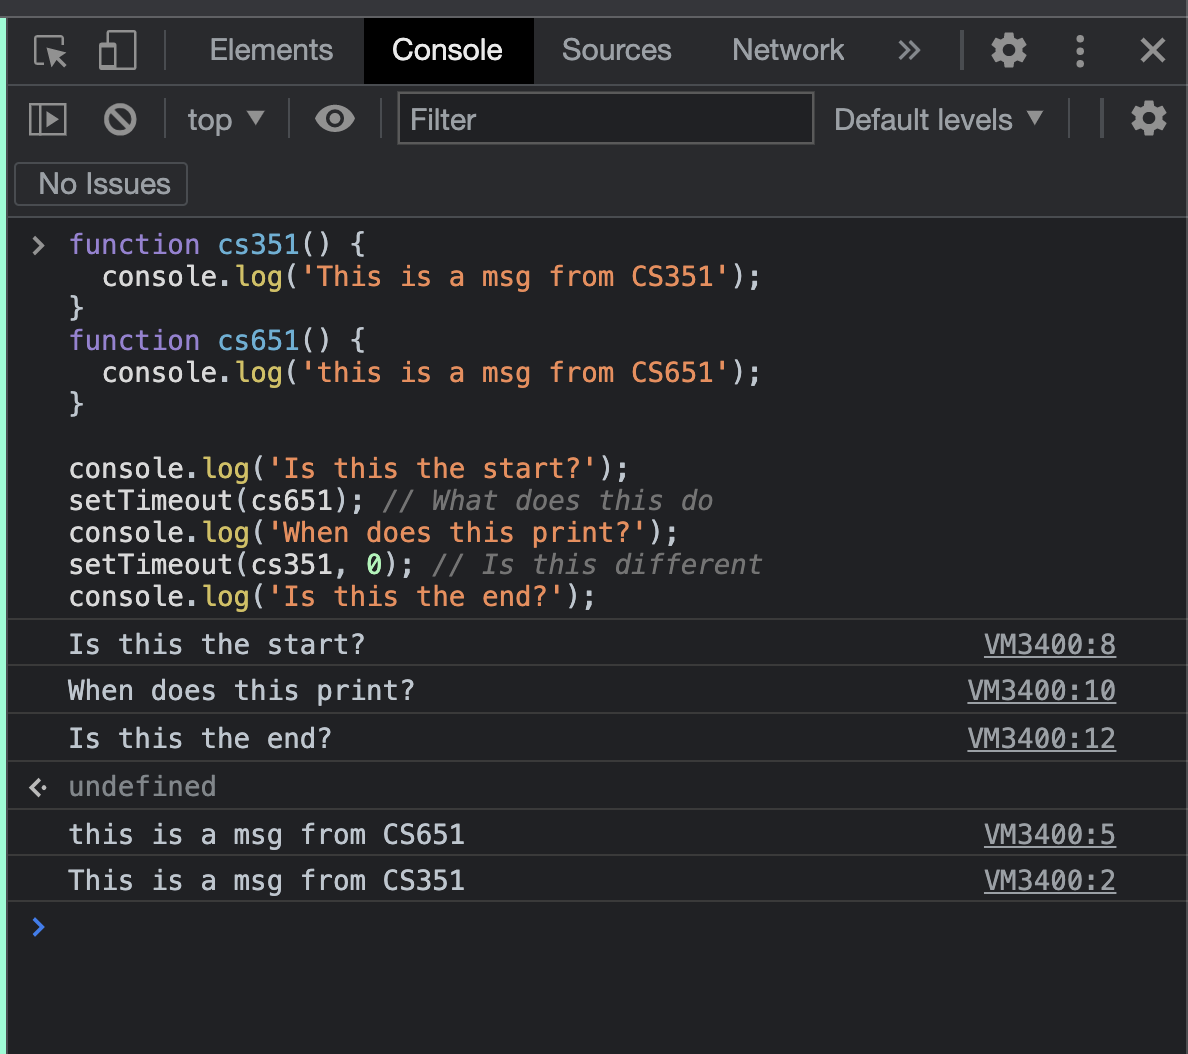 Elements Console Sources Network »
top ▼ Filter Default levels ▼
No Issues
> function cs351() {
  console.log('This is a msg from CS351');
}
function cs651() {
  console.log('this is a msg from CS651');
}
console.log('Is this the start?');
setTimeout(cs651); // What does this do
console.log('When does this print?');
setTimeout(cs351, 0); // Is this different
console.log('Is this the end?');
Is this the start? VM3400:8
When does this print? VM3400:10
Is this the end? VM3400:12
undefined
this is a msg from CS651 VM3400:5
This is a msg from CS351 VM3400:2
>